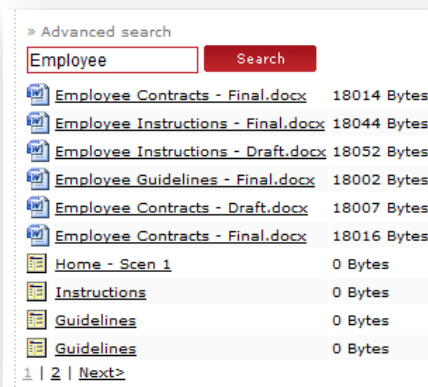 » Advanced search
Employee Search
Employee Contracts - Final.docx 18014 Bytes
Employee Instructions - Final.docx 18044 Bytes
Employee Instructions - Draft.docx 18052 Bytes
Employee Guidelines - Final.docx 18002 Bytes
Employee Contracts - Draft.docx 18007 Bytes
Employee Contracts - Final.docx 18016 Bytes
Home - Scen 1 0 Bytes
Instructions 0 Bytes
Guidelines 0 Bytes
Guidelines 0 Bytes
1 | 2 | Next>